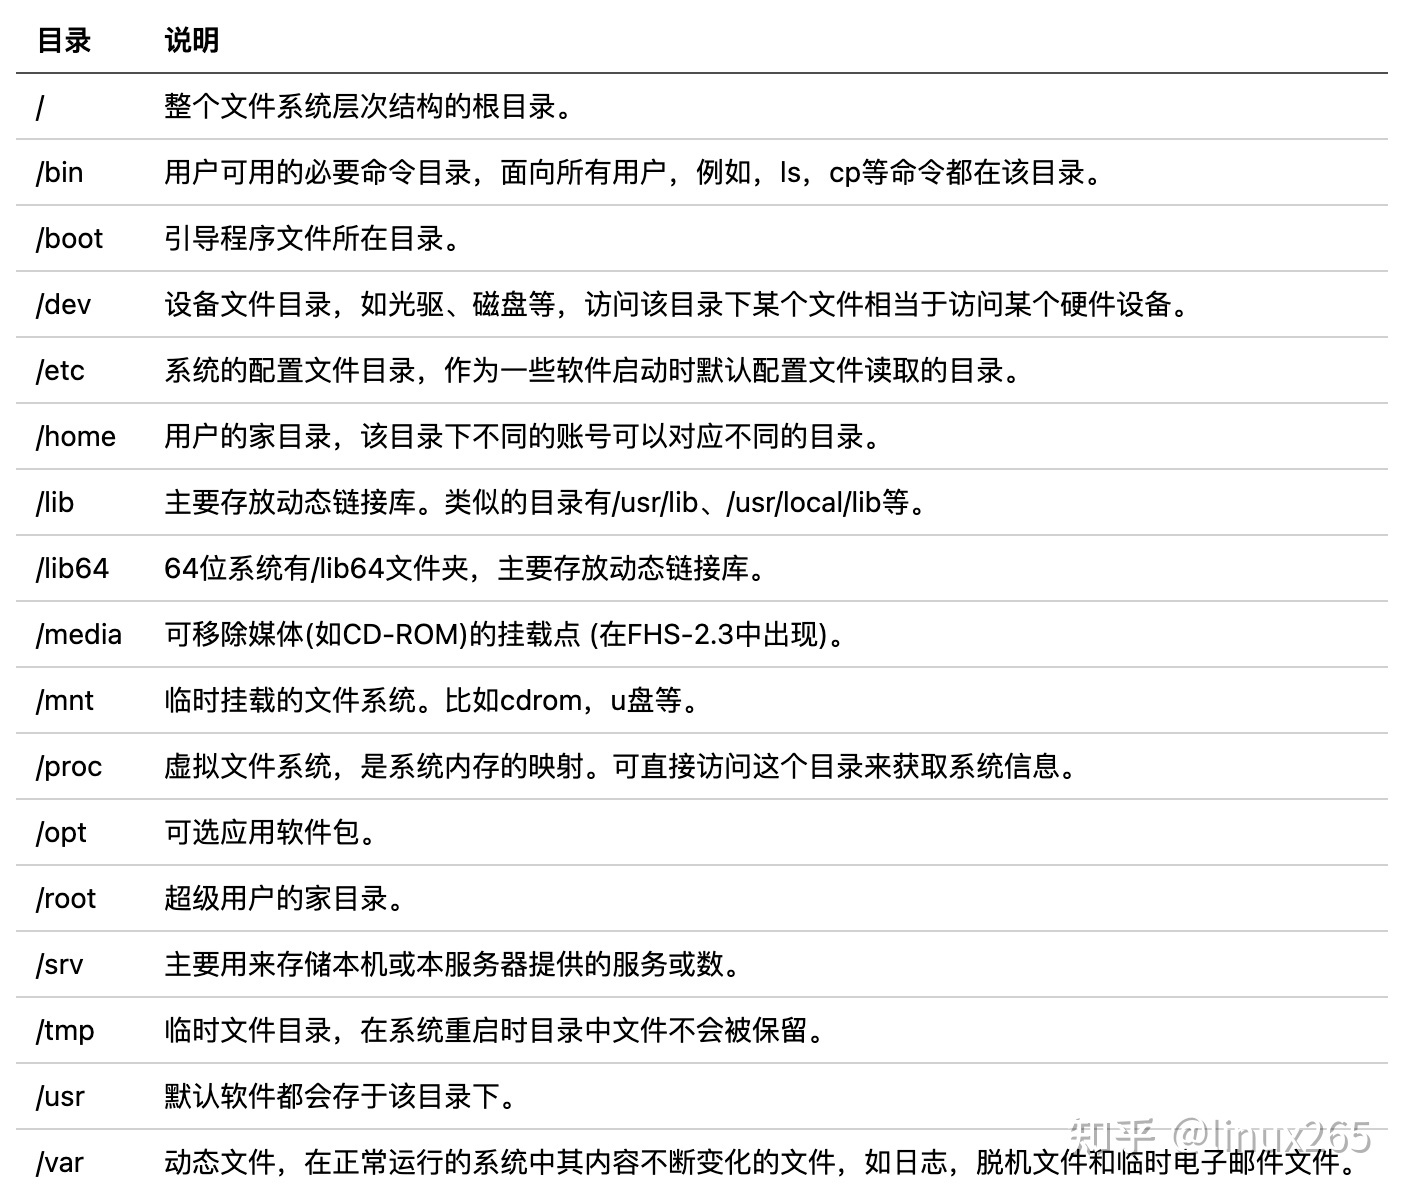 目录 说明
/ 整个文件系统层次结构的根目录。
/bin 用户可用的必要命令目录，面向所有用户，例如，ls，cp等命令都在该目录。
/boot 引导程序文件所在目录。
/dev 设备文件目录，如光驱、磁盘等，访问该目录下某个文件相当于访问某个硬件设备。
/etc 系统的配置文件目录，作为一些软件启动时默认配置文件读取的目录。
/home 用户的家目录，该目录下不同的账号可以对应不同的目录。
/lib 主要存放动态链接库。类似的目录有/usr/lib、/usr/local/lib等。
/lib64 64位系统有/lib64文件夹，主要存放动态链接库。
/media 可移除媒体(如CD-ROM)的挂载点 (在FHS-2.3中出现)。
/mnt 临时挂载的文件系统。比如cdrom，u盘等。
/proc 虚拟文件系统，是系统内存的映射。可直接访问这个目录来获取系统信息。
/opt 可选应用软件包。
/root 超级用户的家目录。
/srv 主要用来存储本机或本服务器提供的服务或数。
/tmp 临时文件目录，在系统重启时目录中文件不会被保留。
/usr 默认软件都会存于该目录下。
知乎 @linux265
/var 动态文件，在正常运行的系统中其内容不断变化的文件，如日志，脱机文件和临时电子邮件文件。